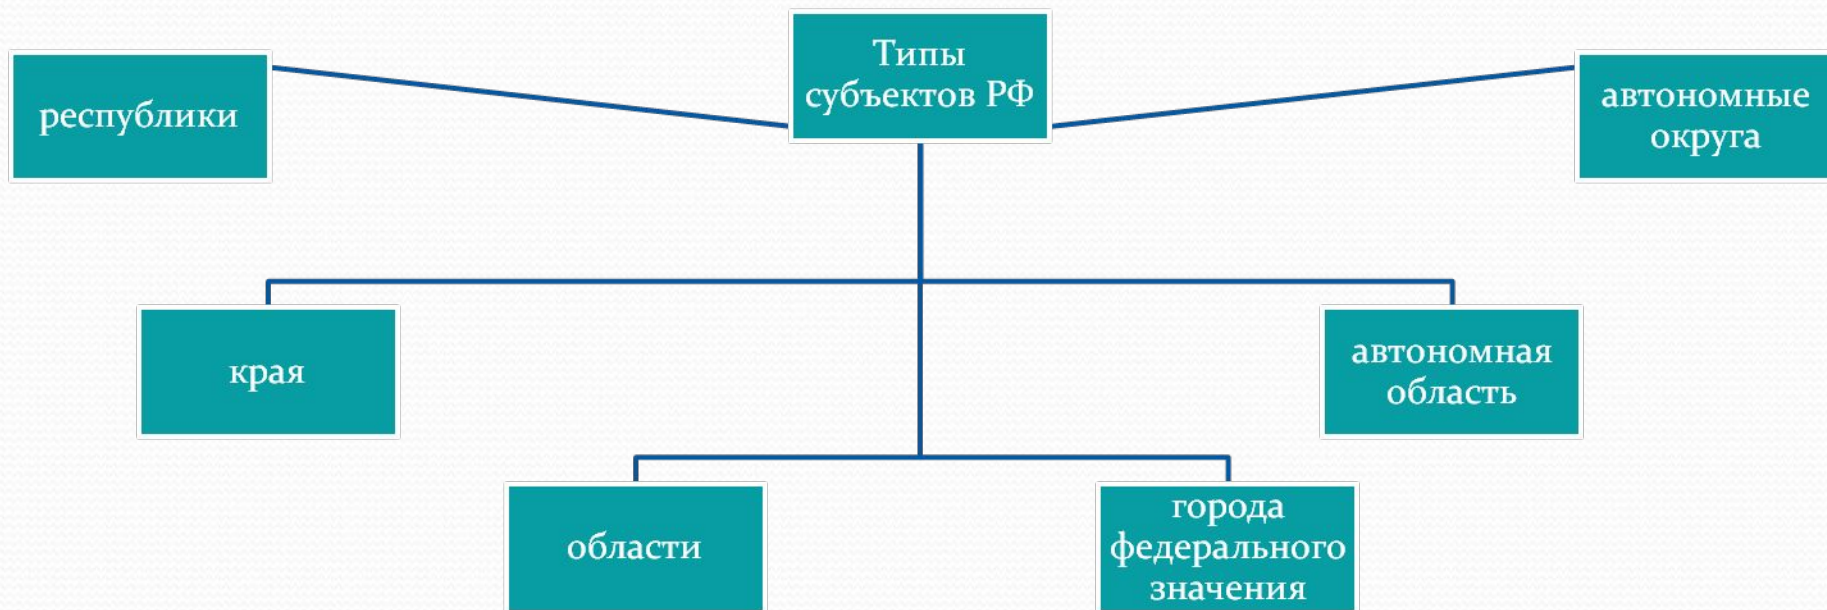 Типы
субъектов РФ
республики
автономные
округа
края
автономная
область
области
города
федерального
значения